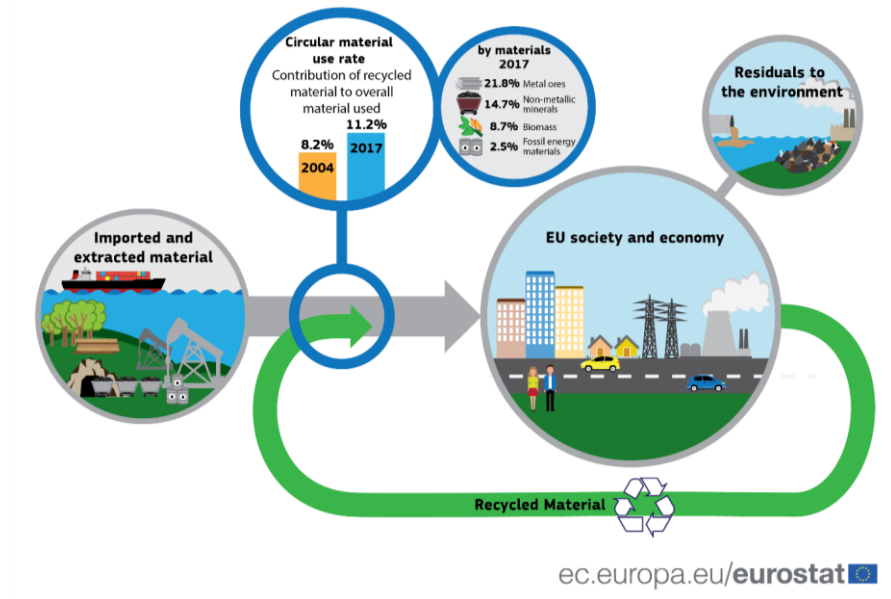 Circular material
use rate
Contribution of recycled
material to overall
material used
11.2%
8.2%
2017
2004
by materials
2017
21.8% Metal ores
14.7% Non-metallic
minerals
8.7% Biomass
2.5% Fossil energy
materials
Residuals to
the environment
Imported and
extracted material
EU society and economy
Recycled Material
ec.europa.eu/eurostat